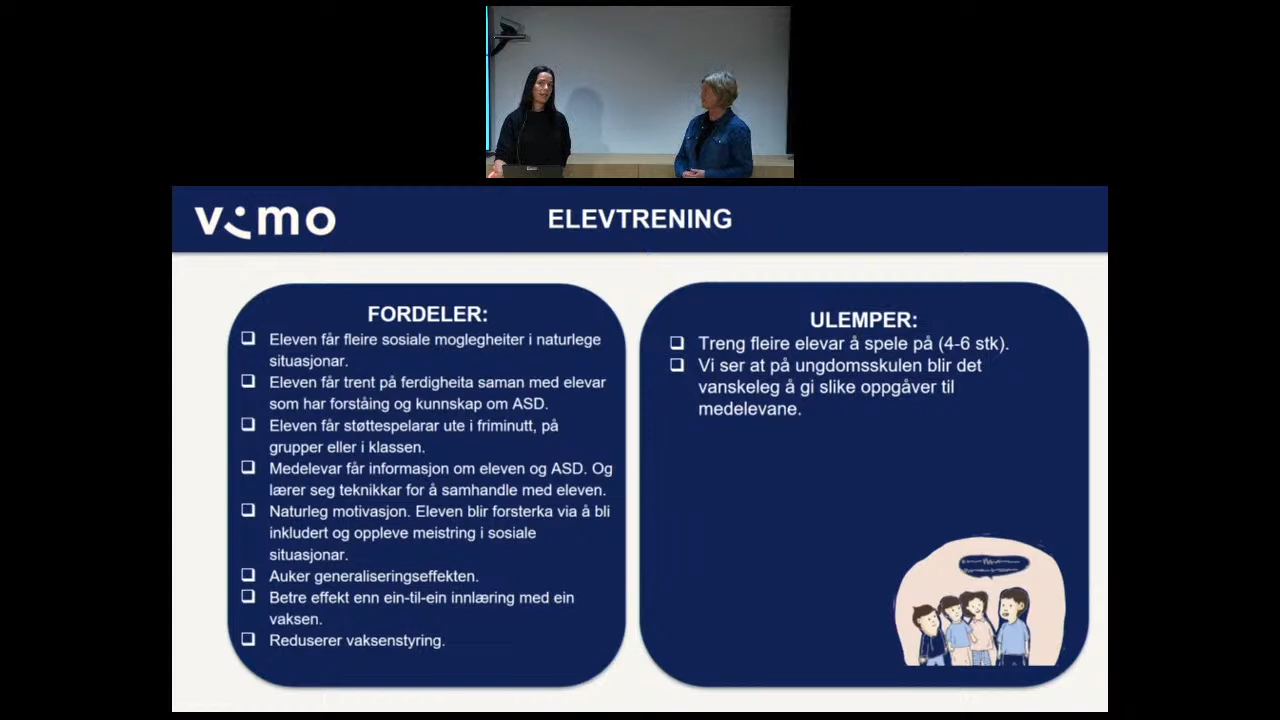 vimo
ELEVTRENING
FORDELER:
Eleven får fleire sosiale moglegheiter i naturlege
situasjonar.
Eleven får trent på ferdigheita saman med elevar
som har forståing og kunnskap om ASD.
Eleven får støttespelarar ute i friminutt, på
grupper eller i klassen.
Medelevar får informasjon om eleven og ASD. Og
lærer seg teknikkar for å samhandle med eleven.
Naturleg motivasjon. Eleven blir forsterka via å bli
inkludert og oppleve meistring i sosiale
situasjonar.
Auker generaliseringseffekten.
Betre effekt enn ein-til-ein innlæring med ein
vaksen.
Reduserer vaksenstyring.
ULEMPER:
Treng fleire elevar å spele på (4-6 stk).
Vi ser at på ungdomsskulen blir det
vanskeleg å gi slike oppgåver til
medelevane.